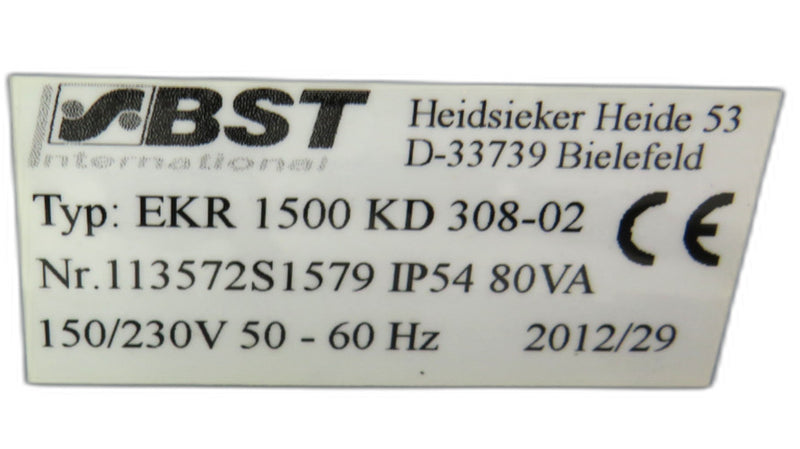 BST Heidsieker Heide 53
International D-33739 Bielefeld
Typ: EKR 1500 KD 308-02 CE
Nr.113572S1579 IP54 80VA
150/230V 50 - 60 Hz 2012/29